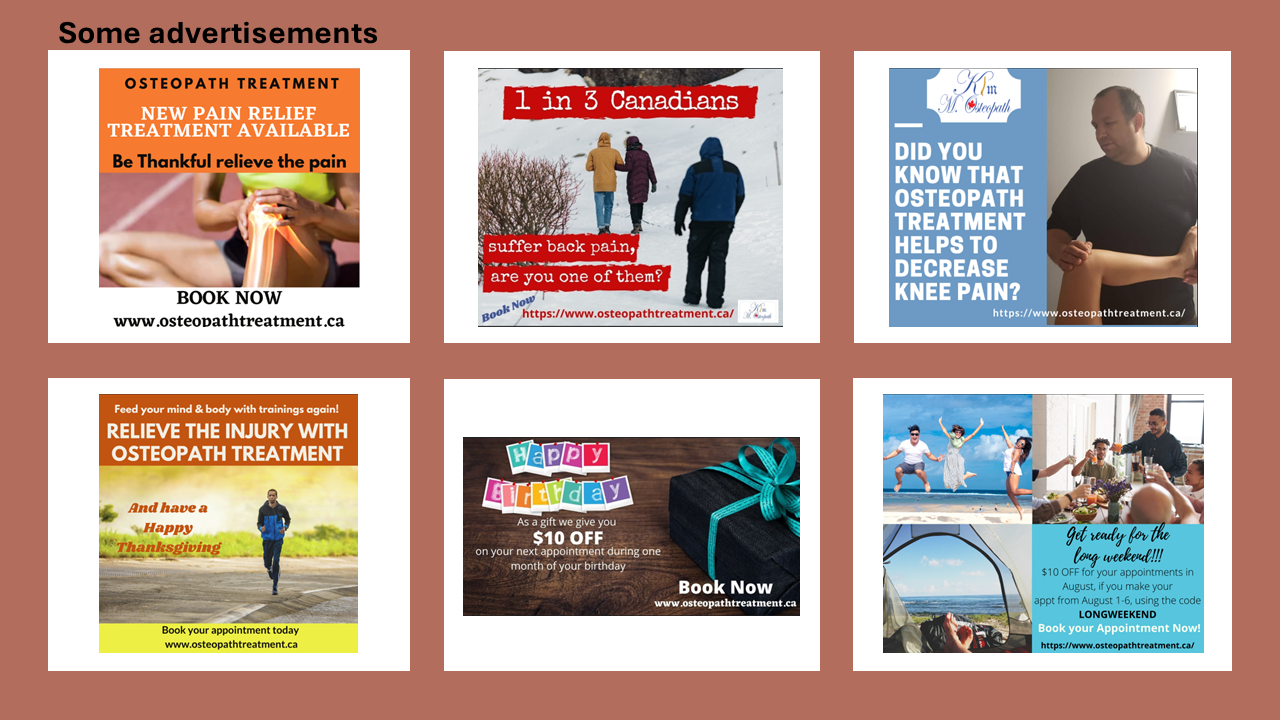 Some advertisements
OSTEOPATH TREATMENT
NEW PAIN RELIEF
TREATMENT AVAILABLE
Be Thankful relieve the pain
BOOK NOW
www.osteopathtreatment.ca
1 in 3 Canadians
suffer back pain,
are you one of them?
Book Now
https://www.osteopathtreatment.ca/
Kim
M. Osteopath
Kim
M. Osteopath
DID YOU
KNOW THAT
OSTEOPATH
TREATMENT
HELPS TO
DECREASE
KNEE PAIN?
https://www.osteopathtreatment.ca/
Feed your mind & body with trainings again!
RELIEVE THE INJURY WITH
OSTEOPATH TREATMENT
And have a
Happy
Thanksgiving
Book your appointment today
www.osteopathtreatment.ca
Happy
Birthday
As a gift we give you
$10 OFF
on your next appointment during one
month of your birthday
Book Now
www.osteopathtreatment.ca
Get ready for the
long weekend!!!
$10 OFF for your appointments in
August, if you make your
appt from August 1-6, using the code
LONGWEEKEND
Book your Appointment Now!
https://www.osteopathtreatment.ca/